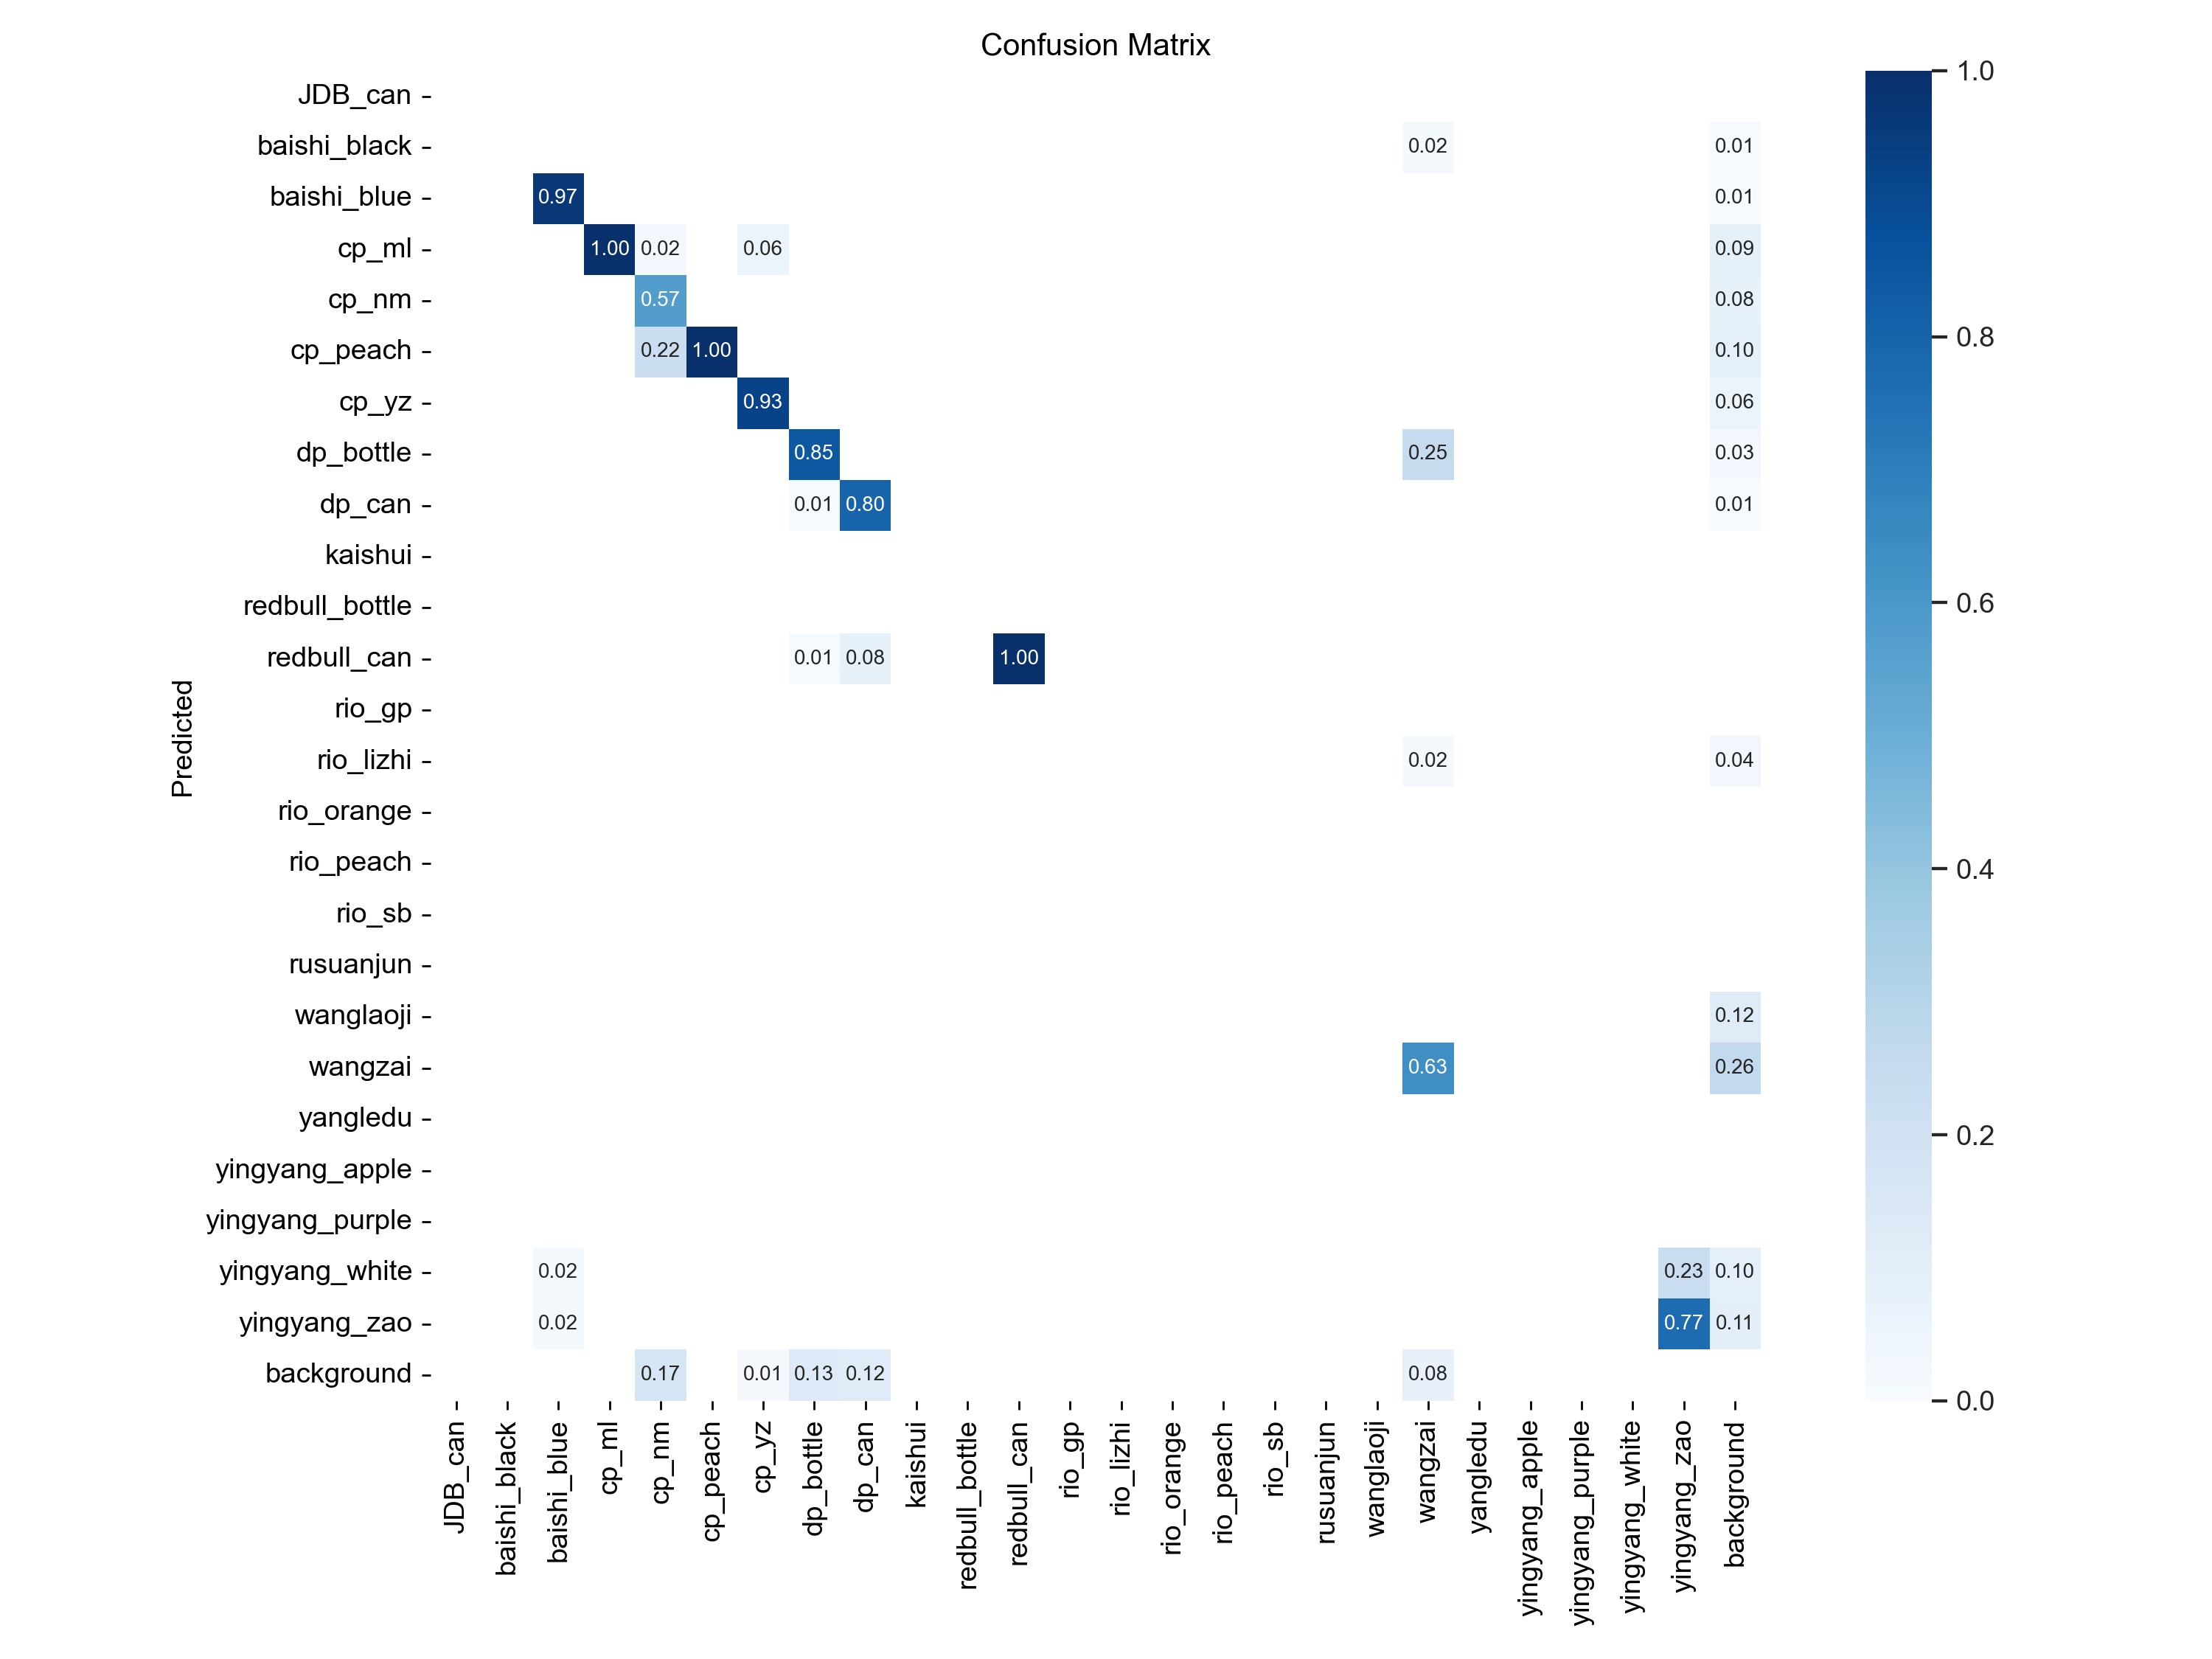 Confusion Matrix
JDB_can
baishi_black 0.02 0.01
baishi_blue 0.97 0.01
cp_ml 1.00 0.02 0.06 0.09
cp_nm 0.57 0.08
cp_peach 0.22 1.00 0.10
cp_yz 0.93 0.06
dp_bottle 0.85 0.25 0.03
dp_can 0.01 0.80 0.01
kaishui
redbull_bottle
redbull_can 0.01 0.08 1.00
rio_gp
rio_lizhi 0.02 0.04
rio_orange
rio_peach
rio_sb
rusuanjun
wanglaoji 0.12
wangzai 0.63 0.26
yangledu
yingyang_apple
yingyang_purple
yingyang_white 0.02 0.23 0.10
yingyang_zao 0.02 0.77 0.11
background 0.17 0.01 0.13 0.12 0.08
Predicted
JDB_can
baishi_black
baishi_blue
cp_ml
cp_nm
cp_peach
cp_yz
dp_bottle
dp_can
kaishui
redbull_bottle
redbull_can
rio_gp
rio_lizhi
rio_orange
rio_peach
rio_sb
rusuanjun
wanglaoji
wangzai
yangledu
yingyang_apple
yingyang_purple
yingyang_white
yingyang_zao
background
1.0
0.8
0.6
0.4
0.2
0.0